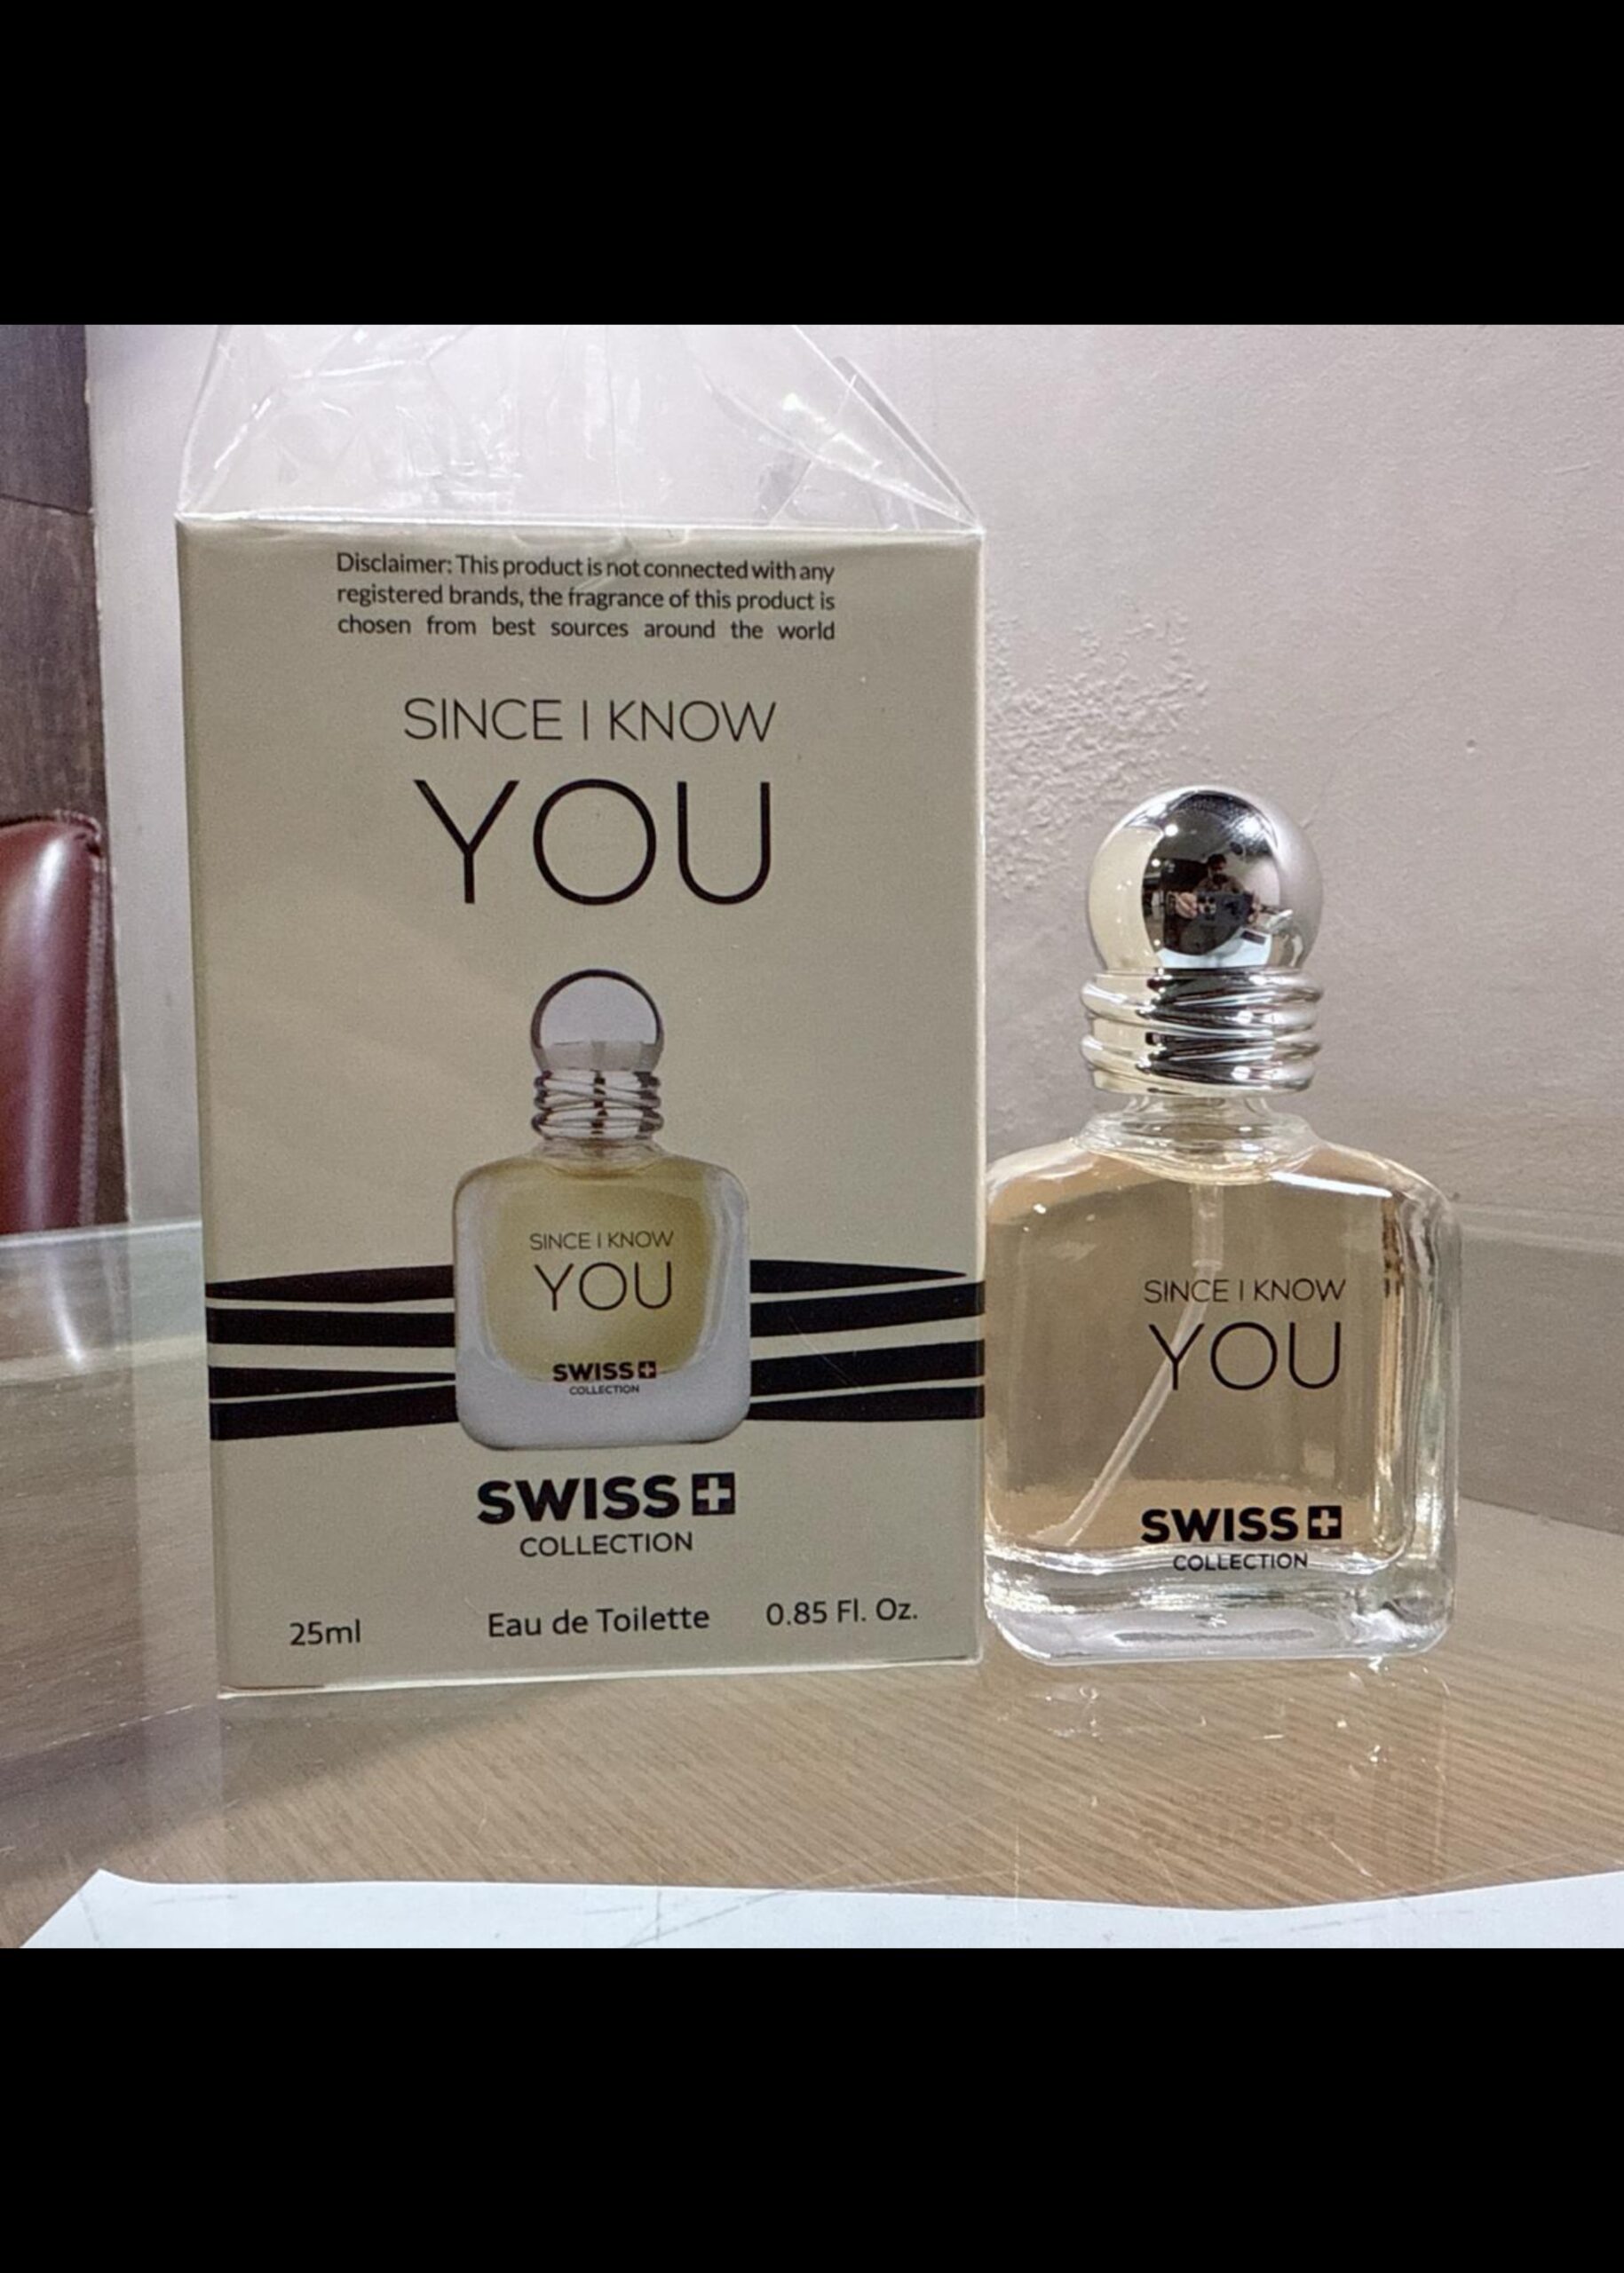 Disclaimer: This product is not connected with any
registered brands, the fragrance of this product is
chosen from best sources around the world
SINCE I KNOW
YOU
SINCE I KNOW
YOU
SWISS
COLLECTION
SWISS
COLLECTION
25ml Eau de Toilette 0.85 Fl. Oz.
SINCE I KNOW
YOU
SWISS
COLLECTION